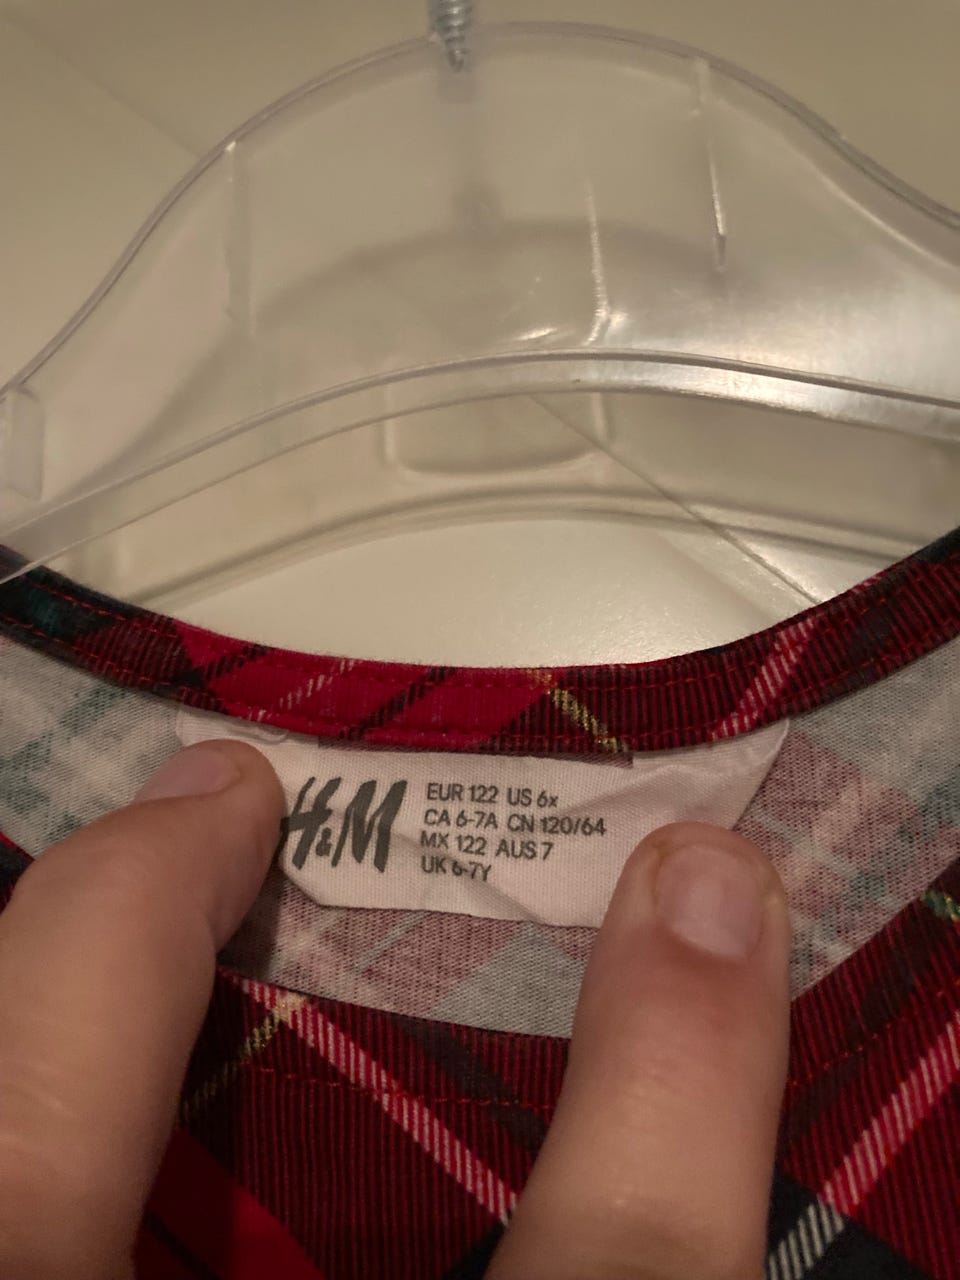 H&M
EUR 122 US 6x
CA 6-7A CN 120/64
MX 122 AUS 7
UK 6-7Y